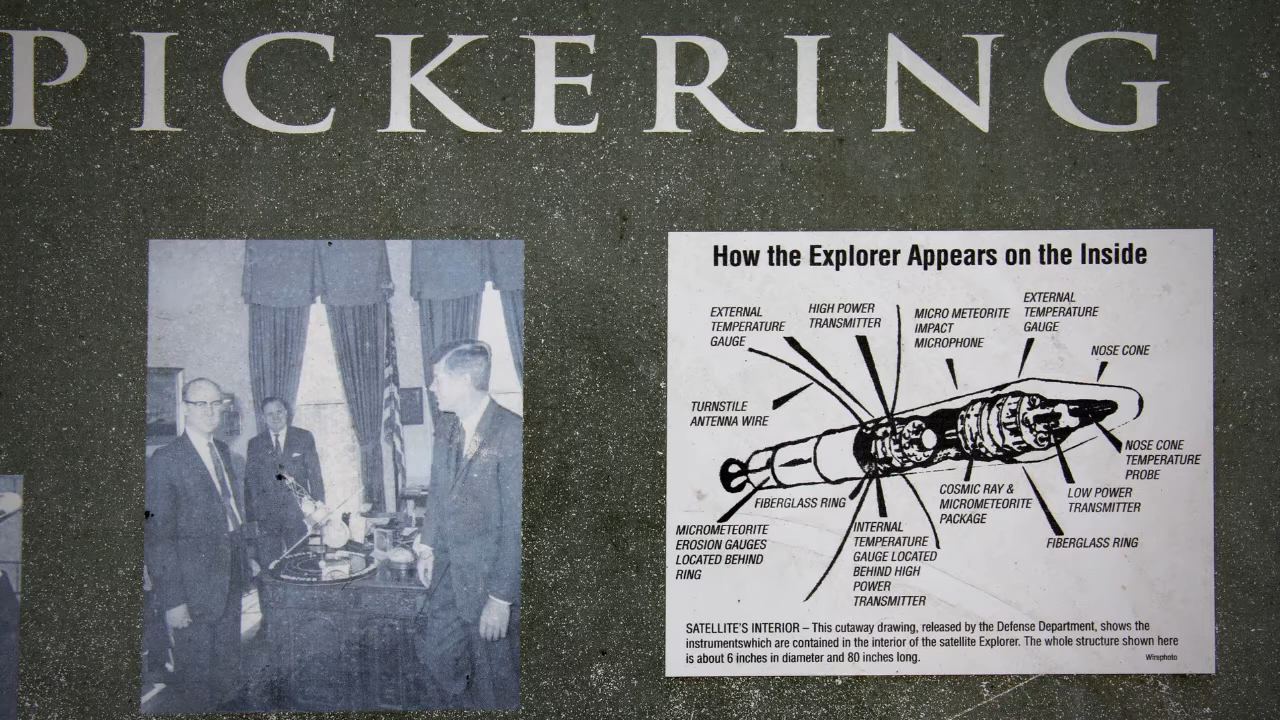 PICKERING
How the Explorer Appears on the Inside
EXTERNAL
TEMPERATURE
GAUGE
HIGH POWER
TRANSMITTER
MICRO METEORITE
IMPACT
MICROPHONE
EXTERNAL
TEMPERATURE
GAUGE
NOSE CONE
TURNSTILE
ANTENNA WIRE
NOSE CONE
TEMPERATURE
PROBE
FIBERGLASS RING
COSMIC RAY &
MICROMETEORITE
PACKAGE
LOW POWER
TRANSMITTER
MICROMETEORITE
EROSION GAUGES
LOCATED BEHIND
RING
INTERNAL
TEMPERATURE
GAUGE LOCATED
BEHIND HIGH
POWER
TRANSMITTER
FIBERGLASS RING
SATELLITE'S INTERIOR – This cutaway drawing, released by the Defense Department, shows the
instrumentswhich are contained in the interior of the satellite Explorer. The whole structure shown here
is about 6 inches in diameter and 80 inches long.
Wirephoto